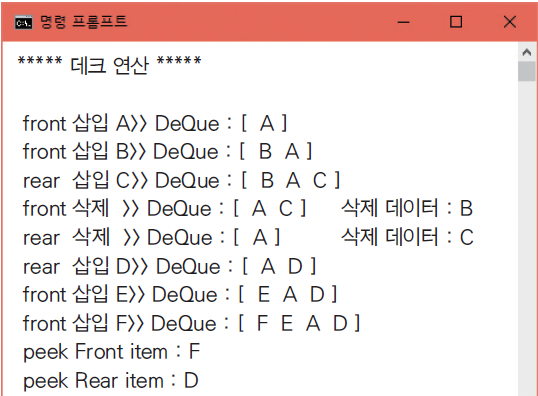 명령 프롬프트
***** 데크 연산 *****
front 삽입 A>> DeQue : [  A ]
front 삽입 B>> DeQue : [  B  A ]
rear  삽입 C>> DeQue : [  B  A  C ]
front 삭제  >> DeQue : [  A  C ]     삭제 데이터 : B
rear  삭제  >> DeQue : [  A ]         삭제 데이터 : C
rear  삽입 D>> DeQue : [  A  D ]
front 삽입 E>> DeQue : [  E  A  D ]
front 삽입 F>> DeQue : [  F  E  A  D ]
peek Front item : F
peek Rear item : D